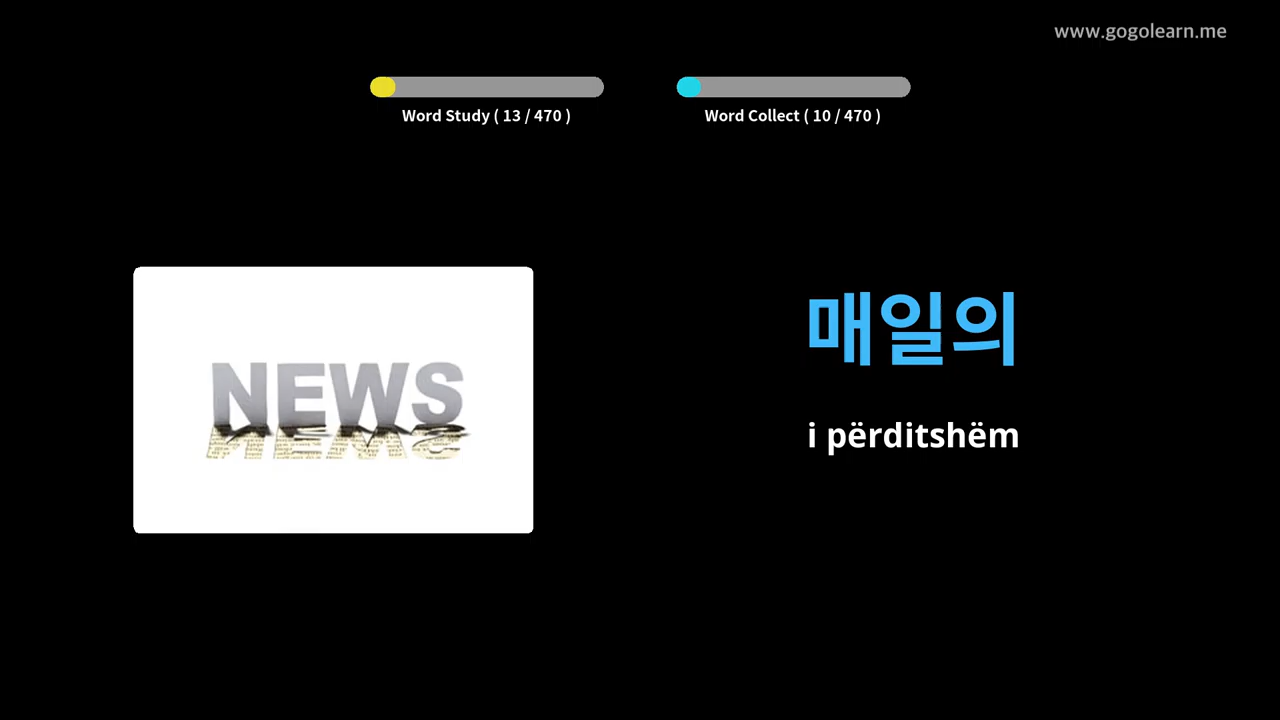 www.gogolearn.me
Word Study ( 13 / 470 )
Word Collect ( 10 / 470 )
NEWS
매일의
i përditshëm